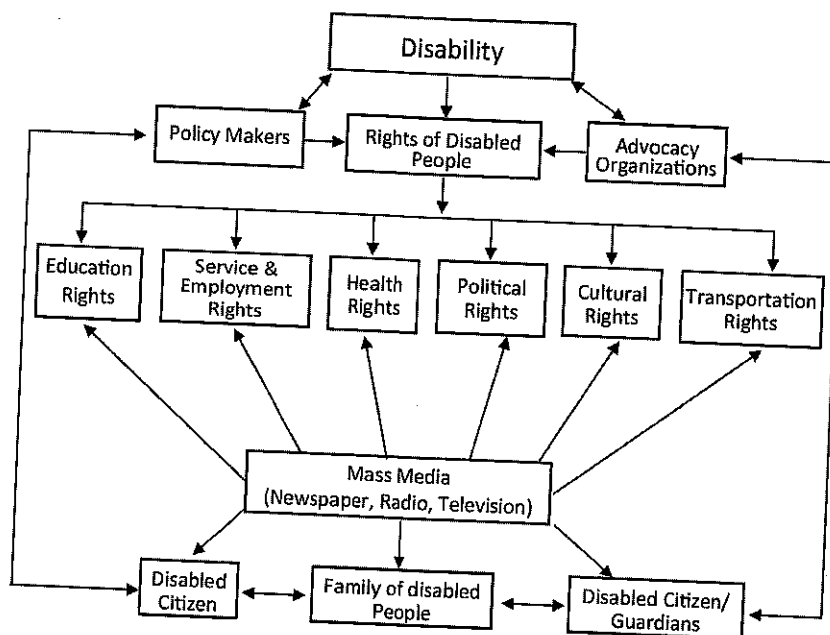 Disability
Policy Makers
Rights of Disabled
People
Advocacy
Organizations
Education
Rights
Service &
Employment
Rights
Health
Rights
Political
Rights
Cultural
Rights
Transportation
Rights
Mass Media
(Newspaper, Radio, Television)
Disabled
Citizen
Family of disabled
People
Disabled Citizen/
Guardians